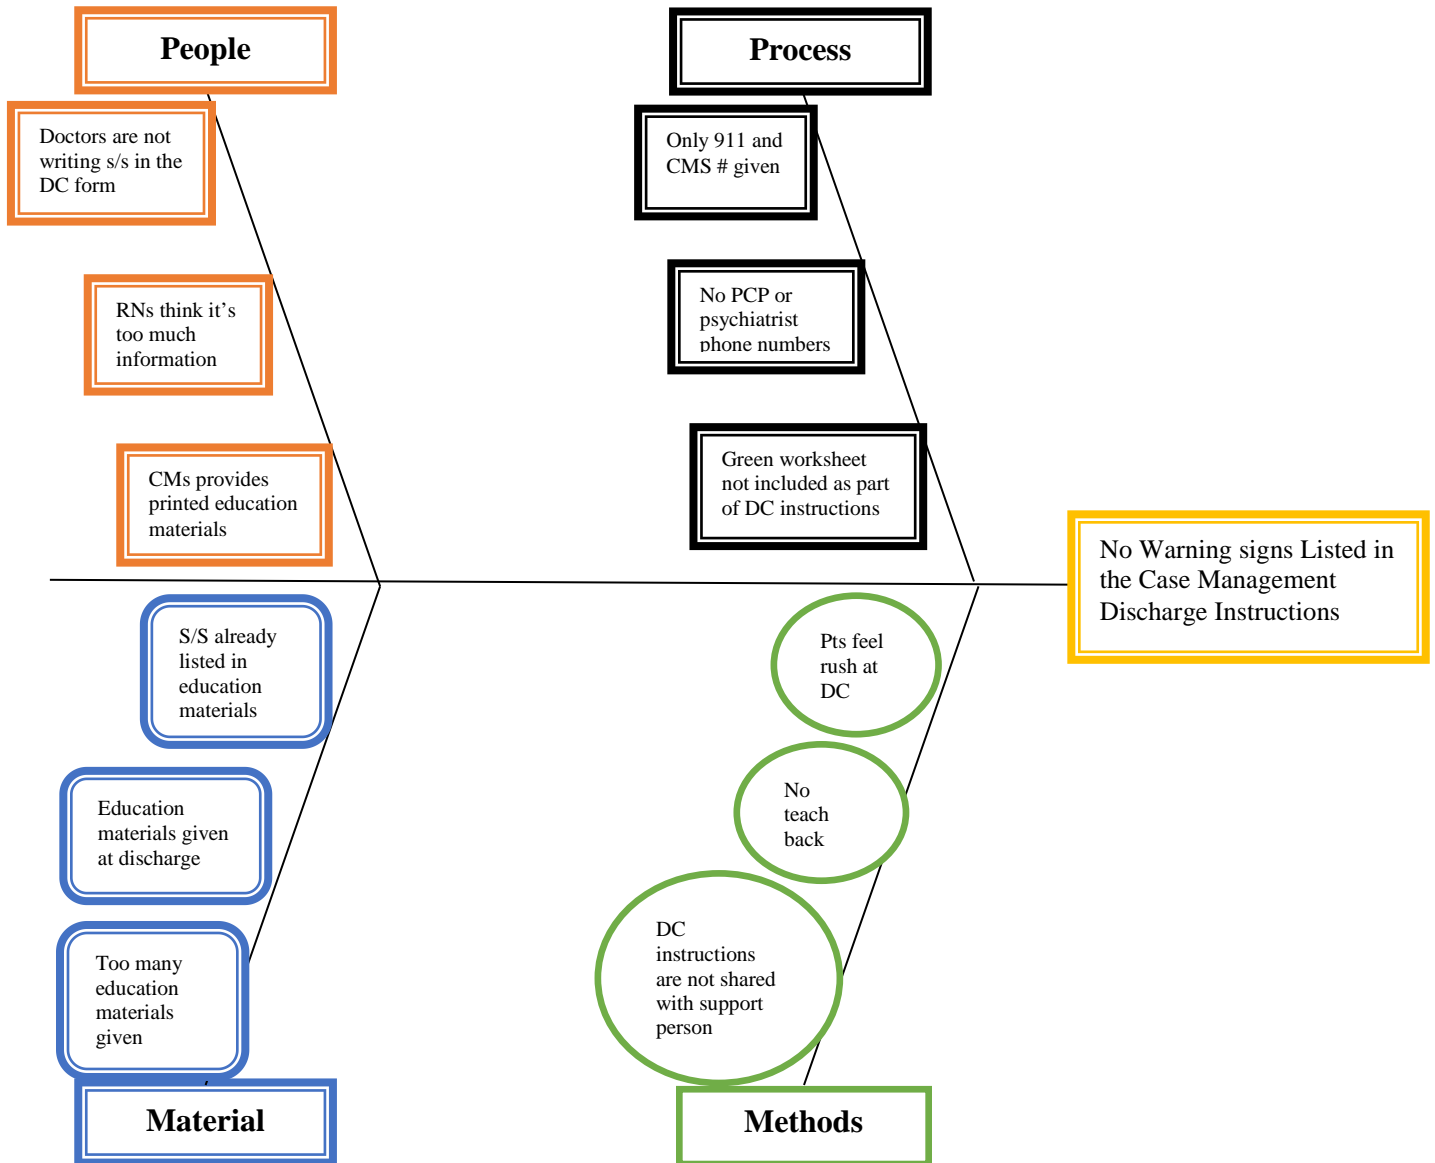 People
Doctors are not
writing s/s in the
DC form
RNs think it’s
too much
information
CMs provides
printed education
materials
Process
Only 911 and
CMS # given
No PCP or
psychiatrist
phone numbers
Green worksheet
not included as part
of DC instructions
No Warning signs Listed in
the Case Management
Discharge Instructions
S/S already
listed in
education
materials
Education
materials given
at discharge
Too many
education
materials
given
Material
Pts feel
rush at
DC
No
teach
back
DC
instructions
are not shared
with support
person
Methods